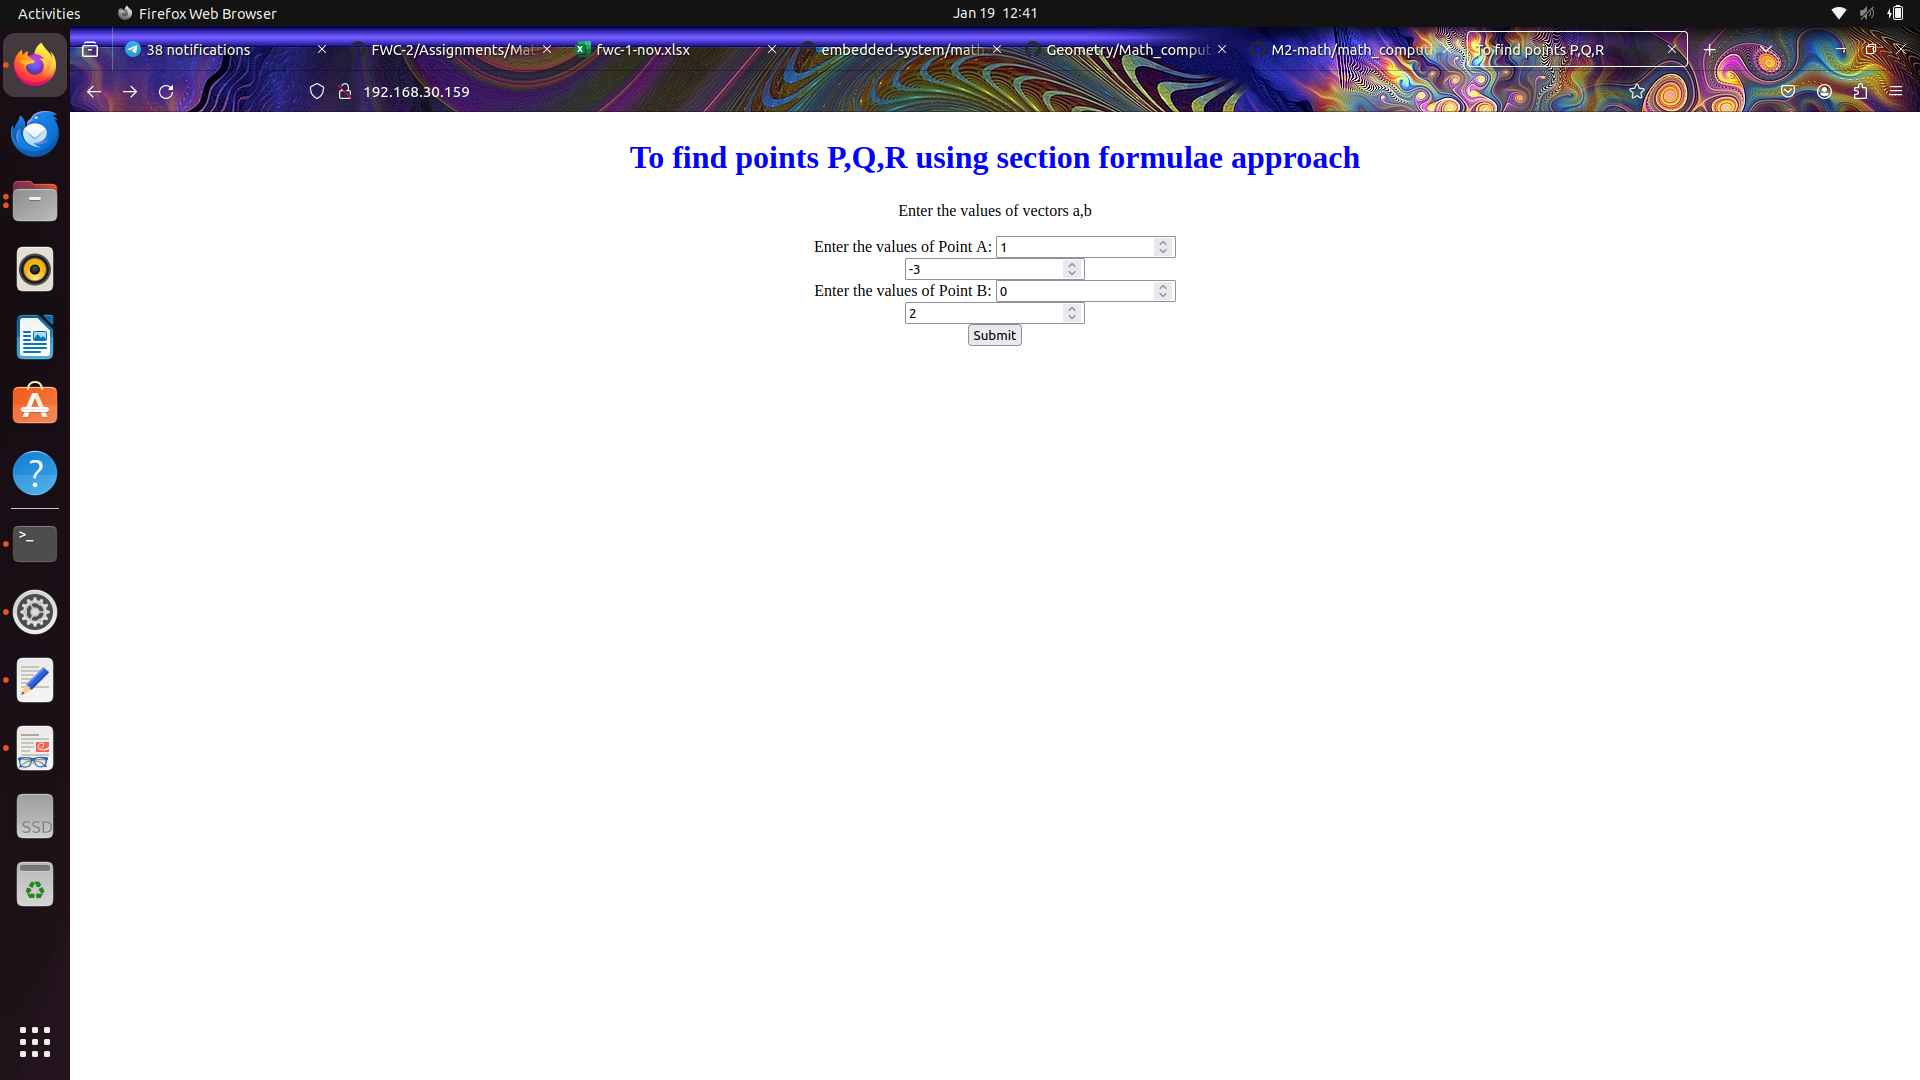 Activities
Firefox Web Browser
Jan 19 12:41
38 notifications
FWC-2/Assignments/Mat
fwc-1-nov.xlsx
embedded-system/math
Geometry/Math_comput
M2-math/math_computi
To find points P,Q,R
192.168.30.159
To find points P,Q,R using section formulae approach
Enter the values of vectors a,b
Enter the values of Point A: 1
-3
Enter the values of Point B: 0
2
Submit
>_
?
SSD